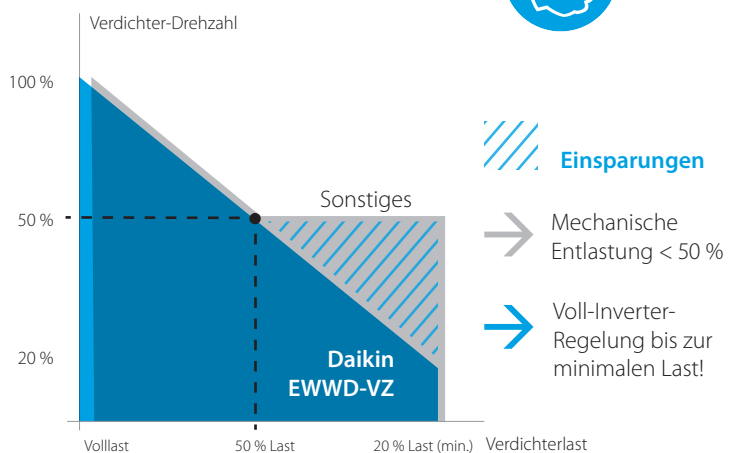 Verdichter-Drehzahl
100 %
50 %
20 %
Sonstiges
Daikin
EWWD-VZ
Volllast
50 % Last
20 % Last (min.)
Verdichterlast
Einsparungen
Mechanische
Entlastung < 50 %
Voll-Inverter-
Regelung bis zur
minimalen Last!